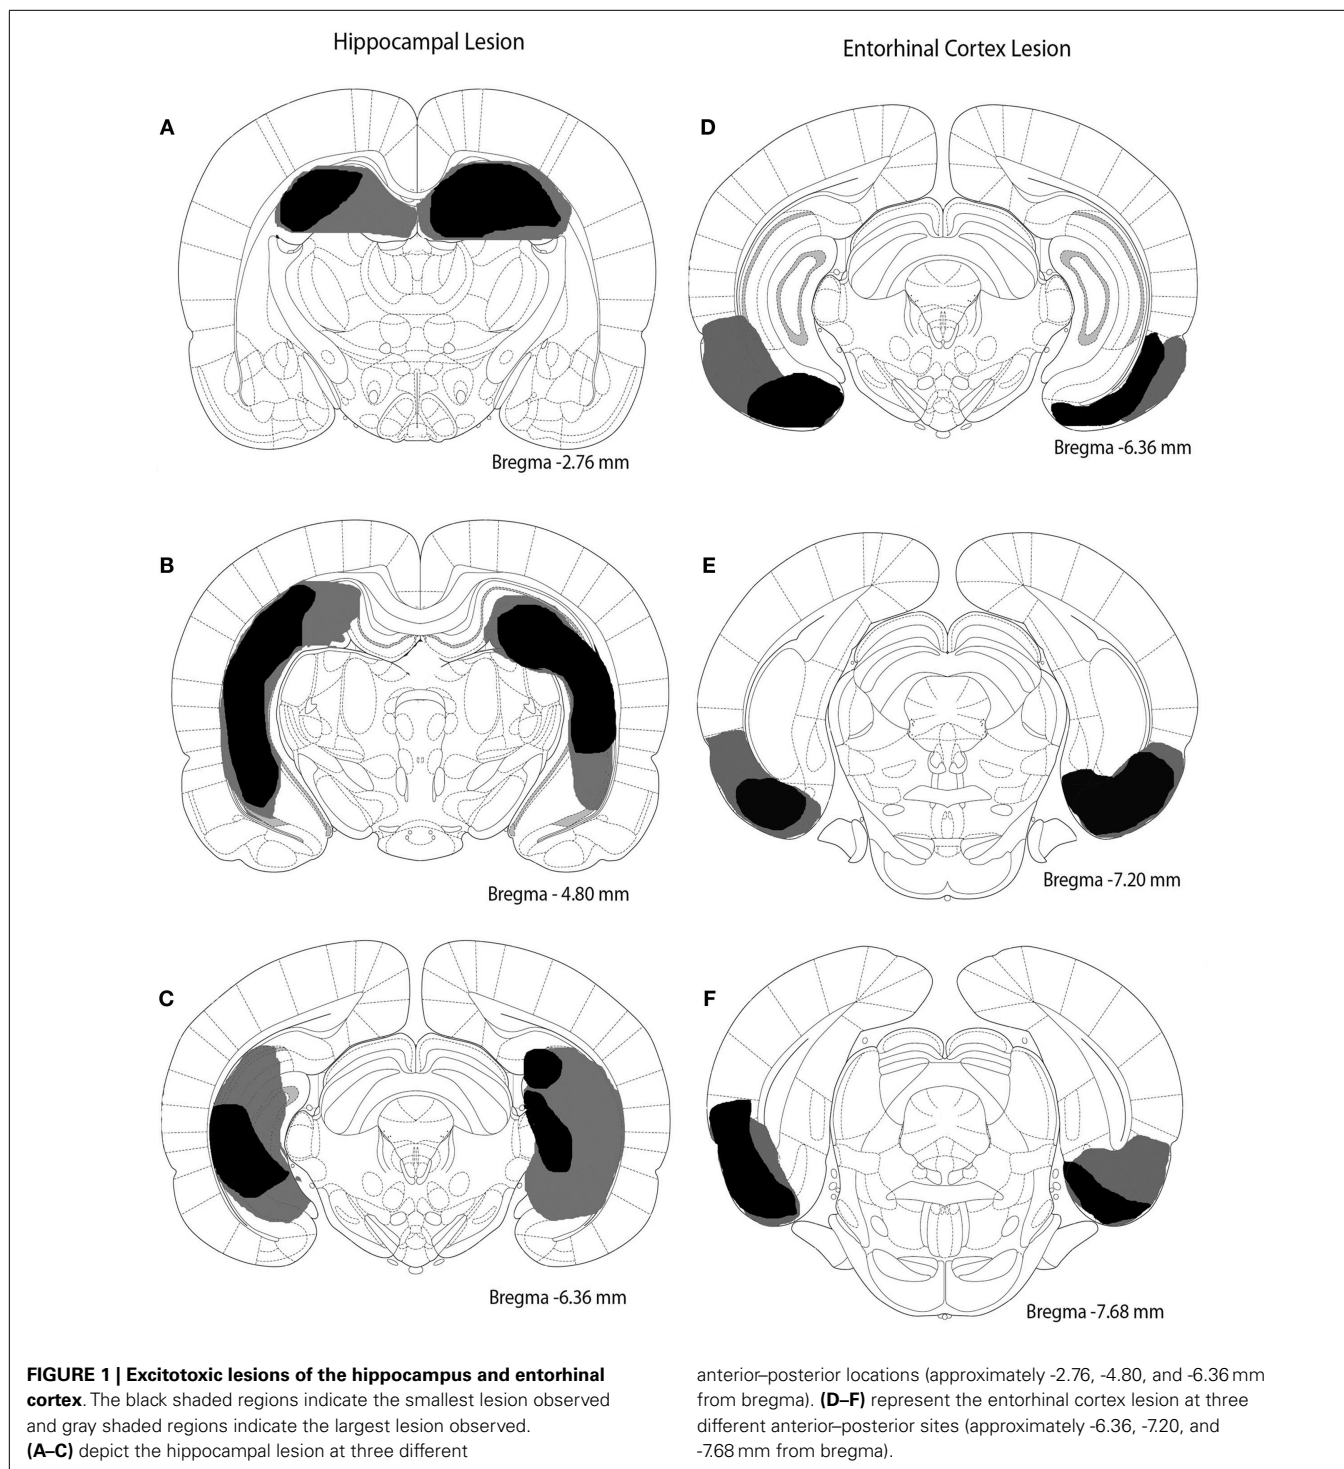 Hippocampal Lesion
Entorhinal Cortex Lesion
A
D
Bregma -2.76 mm
Bregma -6.36 mm
B
E
Bregma - 4.80 mm
Bregma -7.20 mm
C
F
Bregma -6.36 mm
Bregma -7.68 mm
FIGURE 1 | Excitotoxic lesions of the hippocampus and entorhinal
cortex. The black shaded regions indicate the smallest lesion observed
and gray shaded regions indicate the largest lesion observed.
(A–C) depict the hippocampal lesion at three different
anterior–posterior locations (approximately -2.76, -4.80, and -6.36 mm
from bregma). (D–F) represent the entorhinal cortex lesion at three
different anterior–posterior sites (approximately -6.36, -7.20, and
-7.68 mm from bregma).